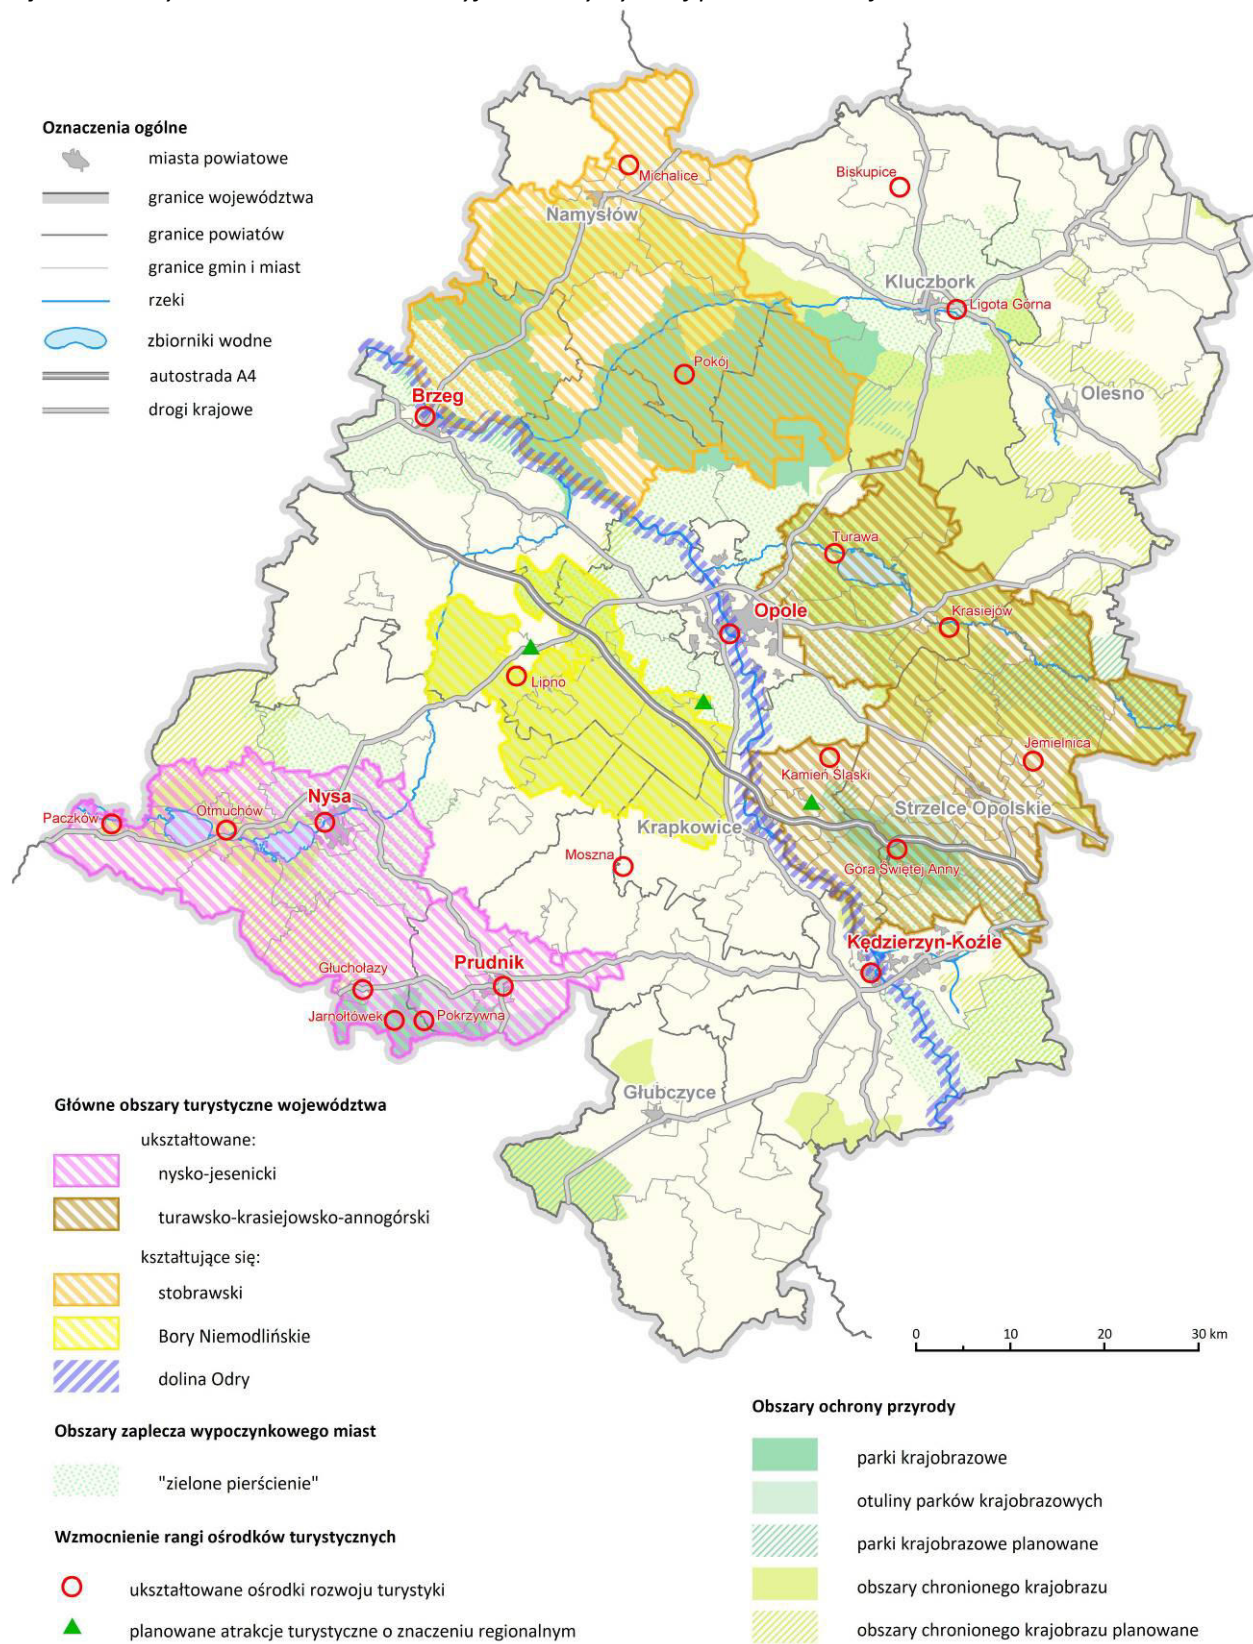 Oznaczenia ogólne
miasta powiatowe
granice województwa
granice powiatów
granice gmin i miast
rzeki
zbiorniki wodne
autostrada A4
drogi krajowe
Michalice
Biskupice
Namysłów
Kluczbork
Ligota Górna
Pokój
Olesno
Brzeg
Turawa
Opole
Krasiejów
Lipno
Jemielnica
Kamień Śląski
Nysa
Otmuchów
Paczków
Strzelce Opolskie
Krapkowice
Moszna
Góra Świętej Anny
Kędzierzyn-Koźle
Prudnik
Głuchołazy
Jarnołtówek
Pokrzywna
Głubczyce
Główne obszary turystyczne województwa
ukształtowane:
nysko-jesenicki
turawsko-krasiejowsko-annogórski
kształtujące się:
stobrawski
Bory Niemodlińskie
dolina Odry
0 10 20 30 km
Obszary zaplecza wypoczynkowego miast
"zielone pierścienie"
Wzmocnienie rangi ośrodków turystycznych
ukształtowane ośrodki rozwoju turystyki
planowane atrakcje turystyczne o znaczeniu regionalnym
Obszary ochrony przyrody
parki krajobrazowe
otuliny parków krajobrazowych
parki krajobrazowe planowane
obszary chronionego krajobrazu
obszary chronionego krajobrazu planowane